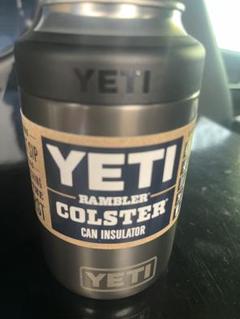 YETI
YETI
RAMBLER
COLSTER
CAN INSULATOR
YETI